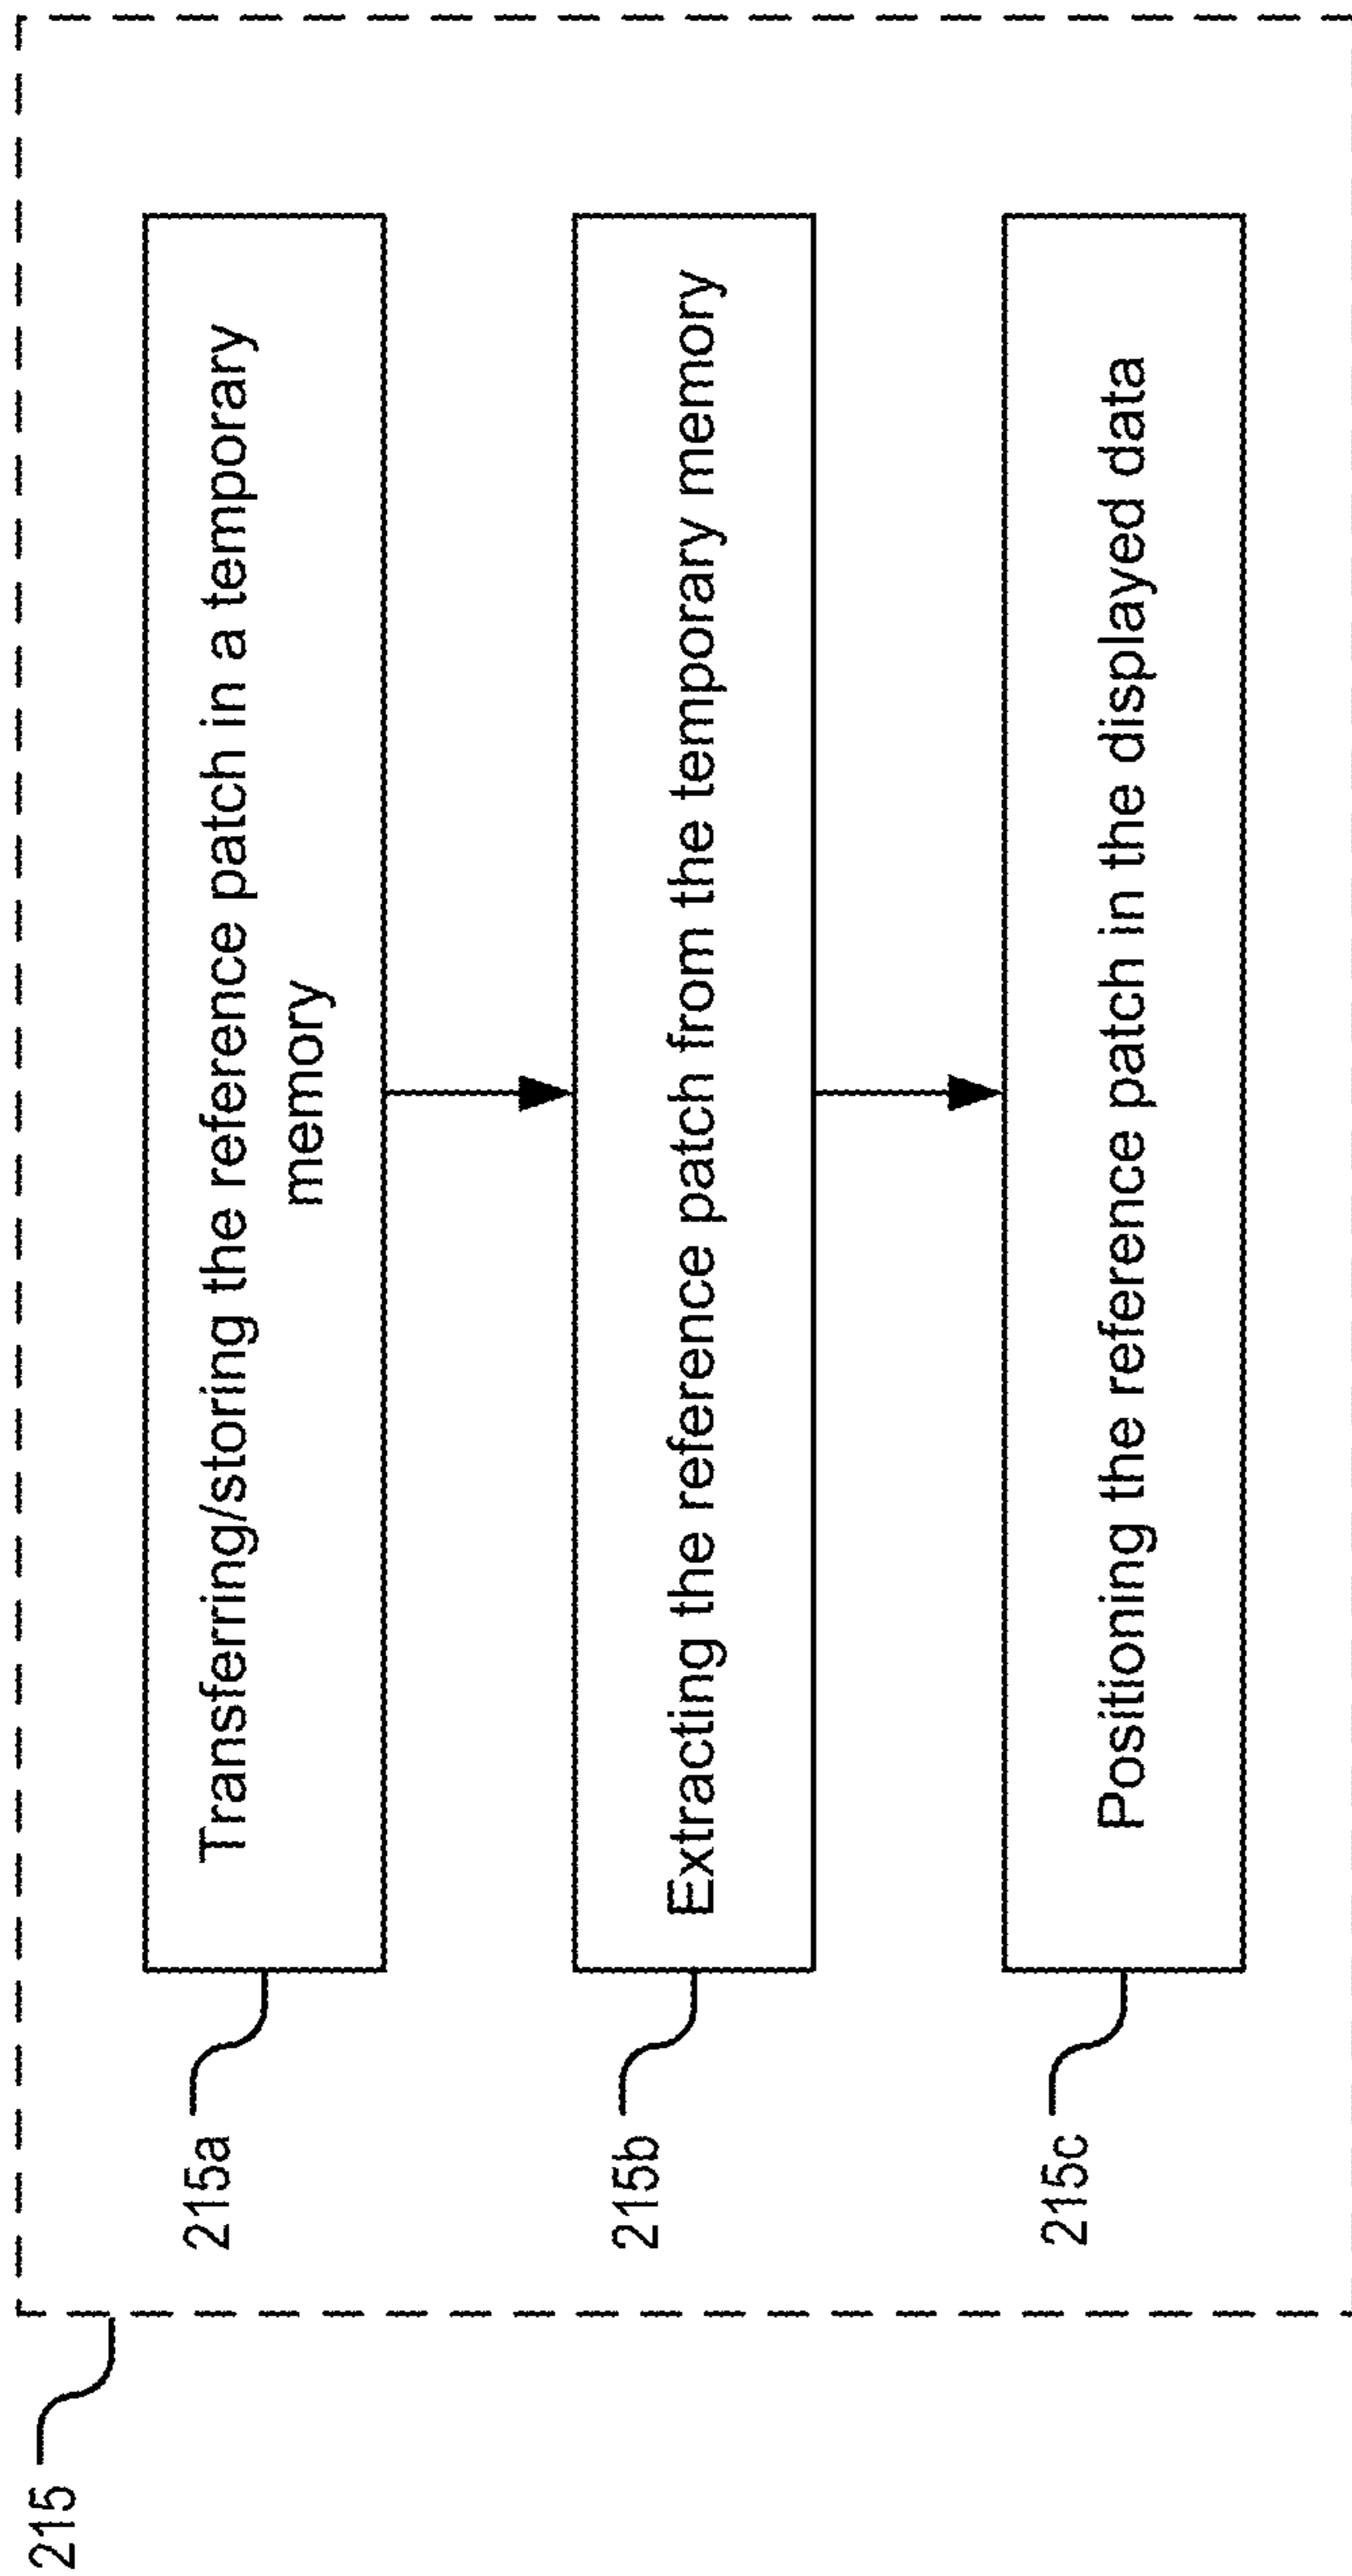 215
215a
Transferring/storing the reference patch in a temporary
memory
215b
Extracting the reference patch from the temporary memory
215c
Positioning the reference patch in the displayed data